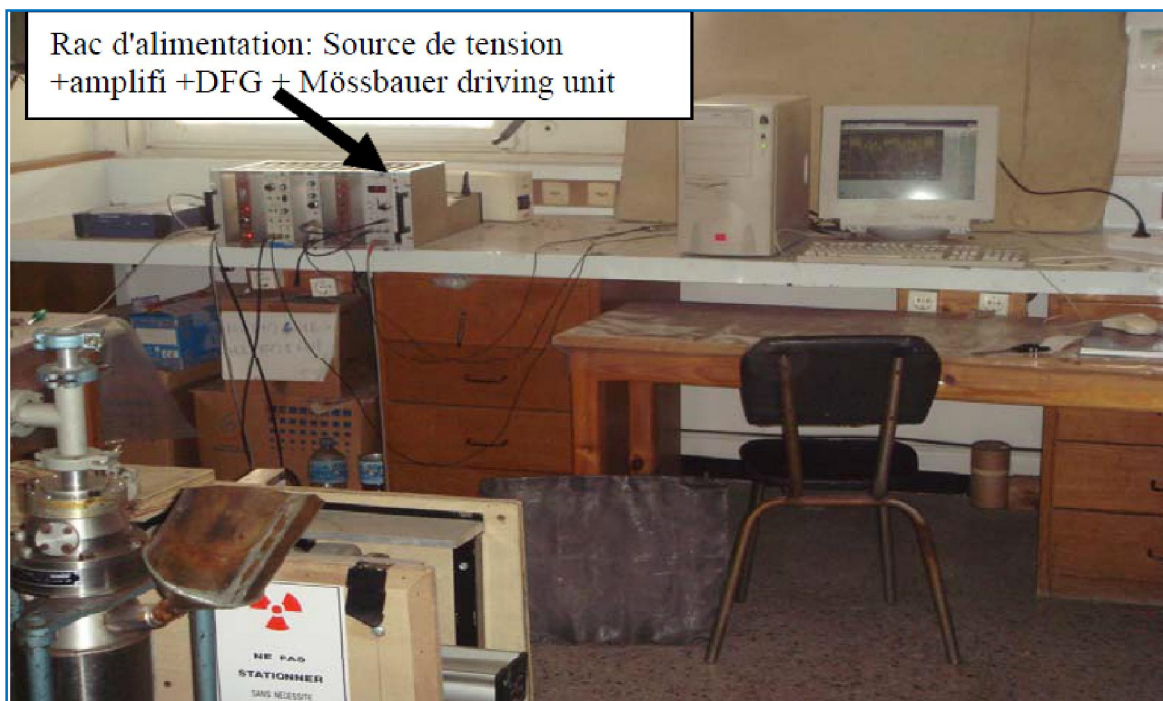 Rac d'alimentation: Source de tension
+amplifi +DFG + Mössbauer driving unit
NE PAS
STATIONNER
SANS NÉCESSITÉ